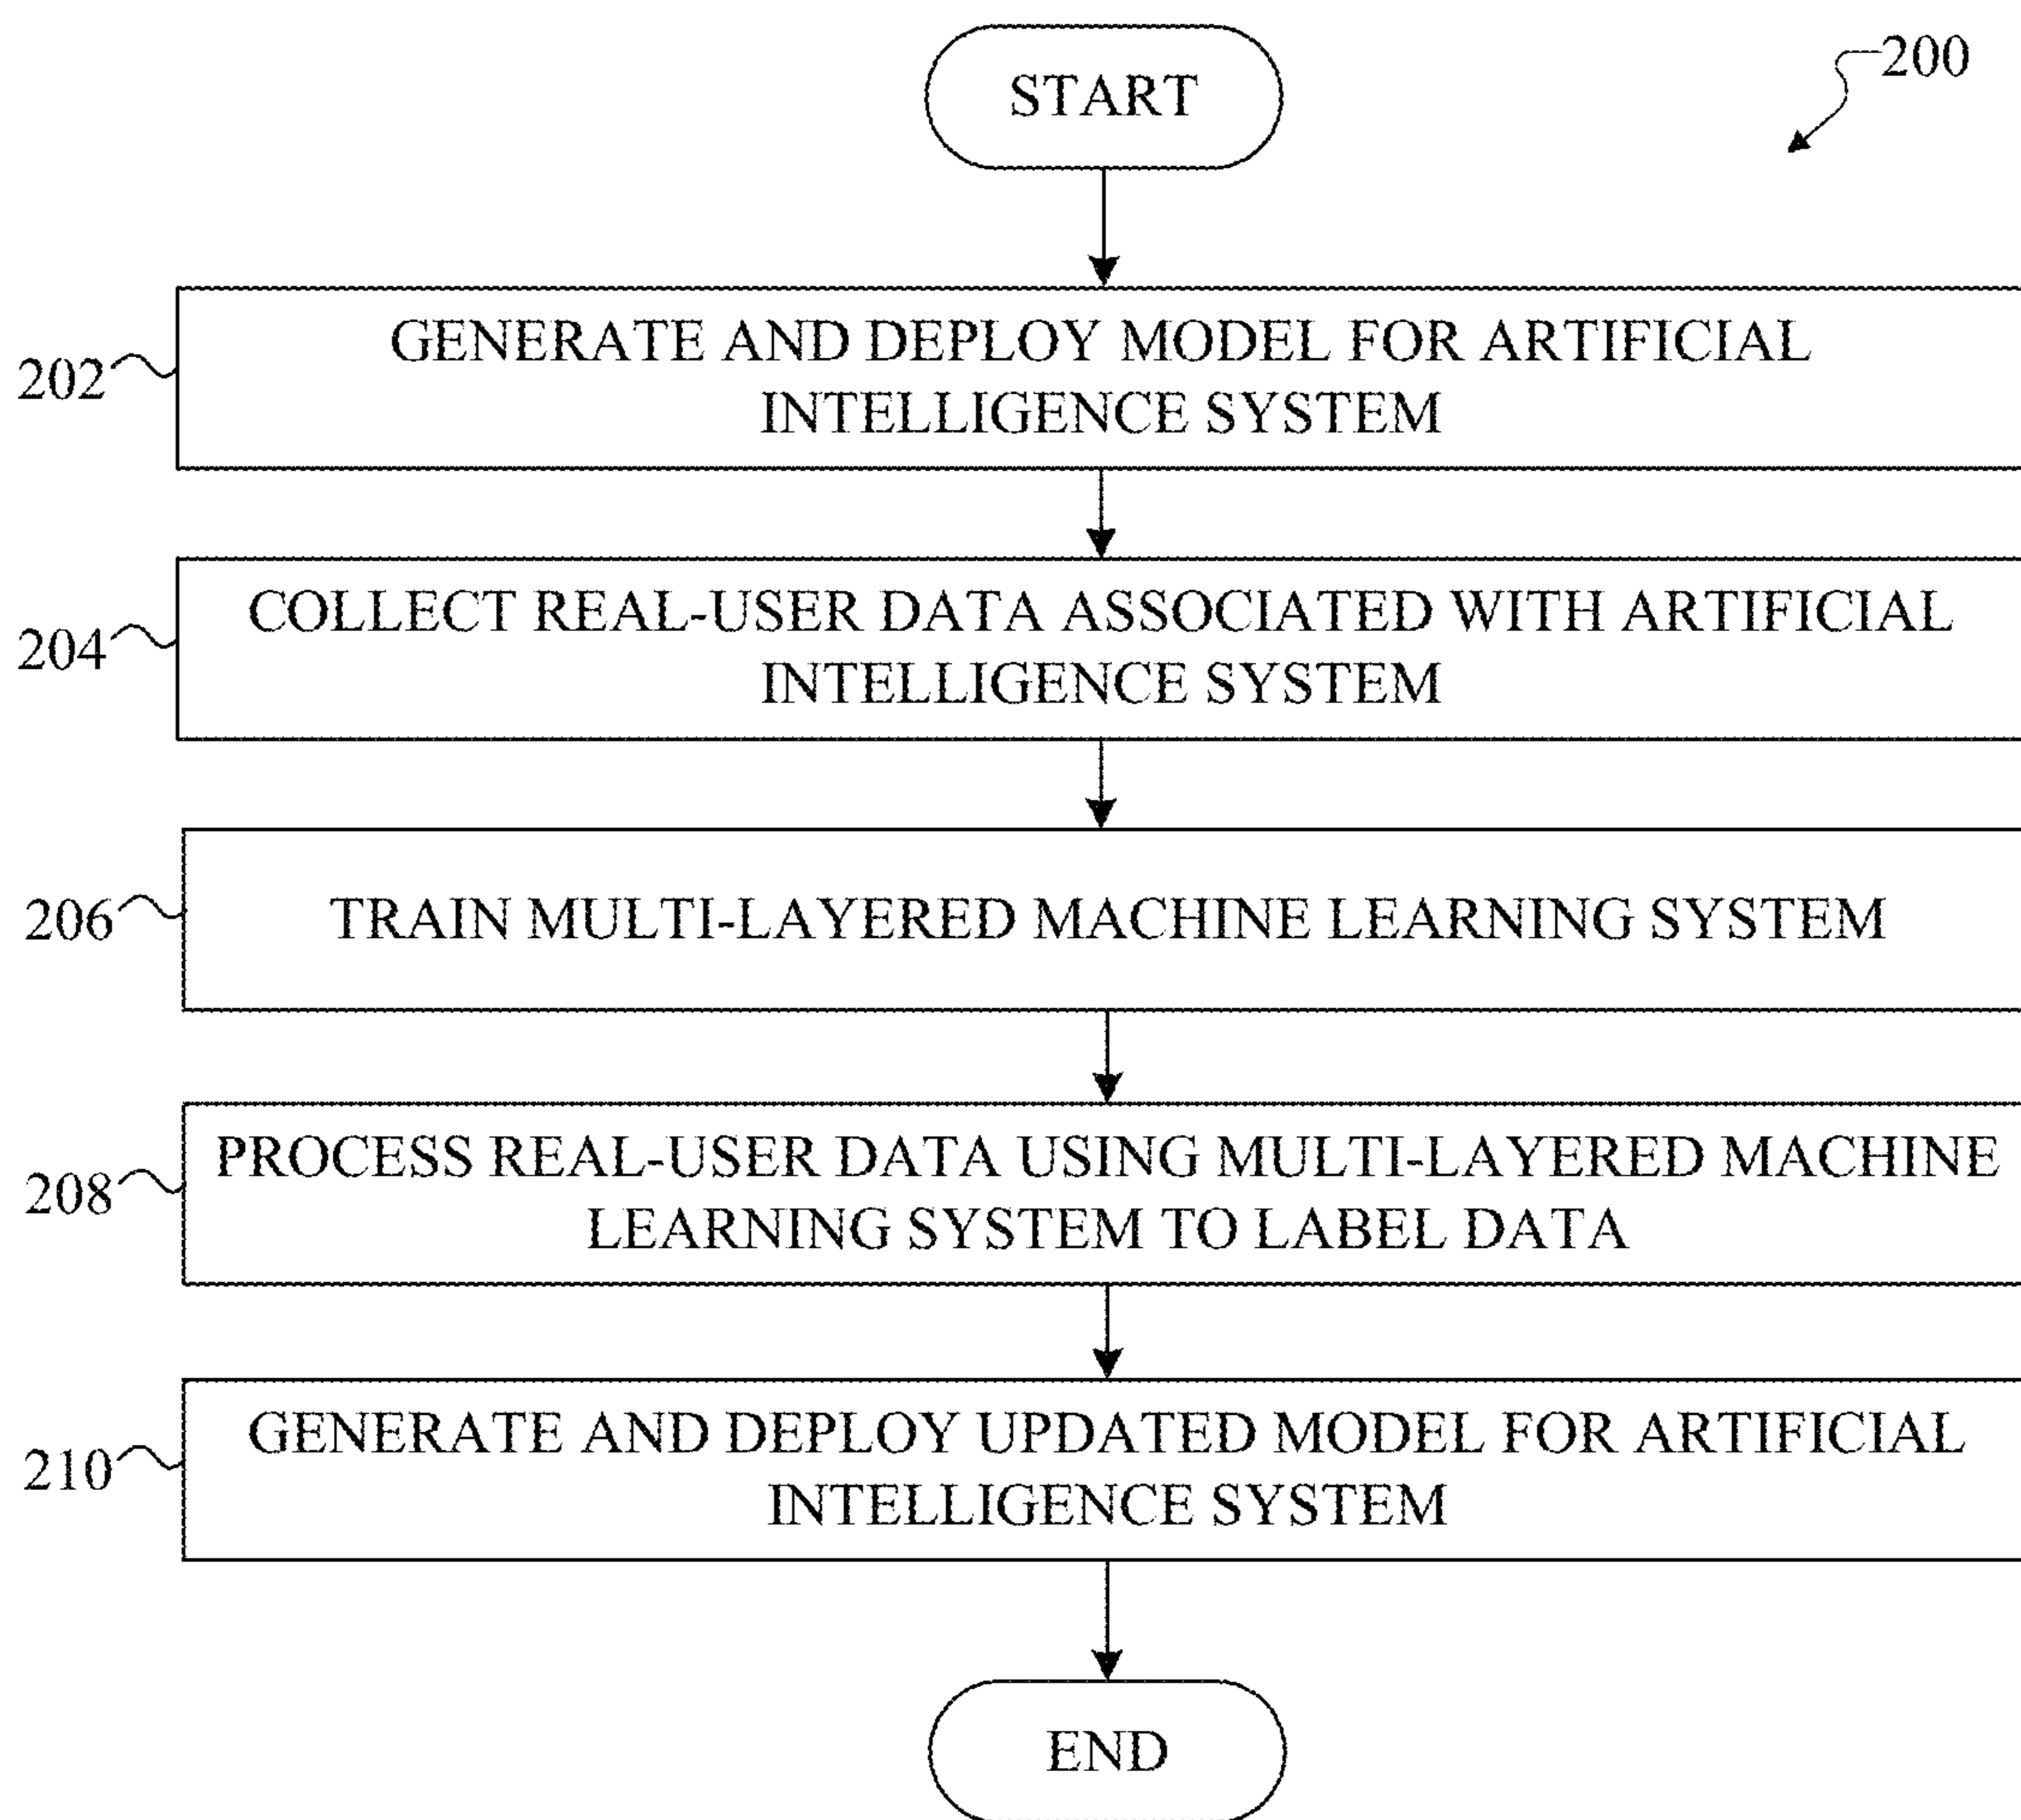 START
200
202
GENERATE AND DEPLOY MODEL FOR ARTIFICIAL
INTELLIGENCE SYSTEM
204
COLLECT REAL-USER DATA ASSOCIATED WITH ARTIFICIAL
INTELLIGENCE SYSTEM
206
TRAIN MULTI-LAYERED MACHINE LEARNING SYSTEM
208
PROCESS REAL-USER DATA USING MULTI-LAYERED MACHINE
LEARNING SYSTEM TO LABEL DATA
210
GENERATE AND DEPLOY UPDATED MODEL FOR ARTIFICIAL
INTELLIGENCE SYSTEM
END